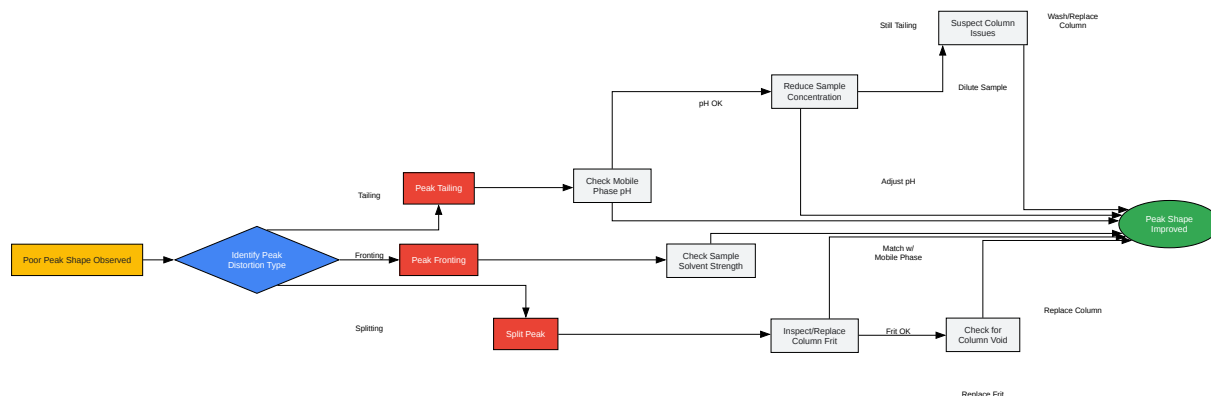 Still Tailing
Suspect Column
Issues
Wash/Replace
Column
Reduce Sample
Concentration
Dilute Sample
pH OK
Check Mobile
Phase pH
Adjust pH
Tailing
Peak Tailing
Peak Shape
Improved
Poor Peak Shape Observed
Identify Peak
Distortion Type
Fronting
Peak Fronting
Check Sample
Solvent Strength
Match w/
Mobile Phase
Replace Column
Splitting
Split Peak
Inspect/Replace
Column Frit
Frit OK
Check for
Column Void
Replace Frit